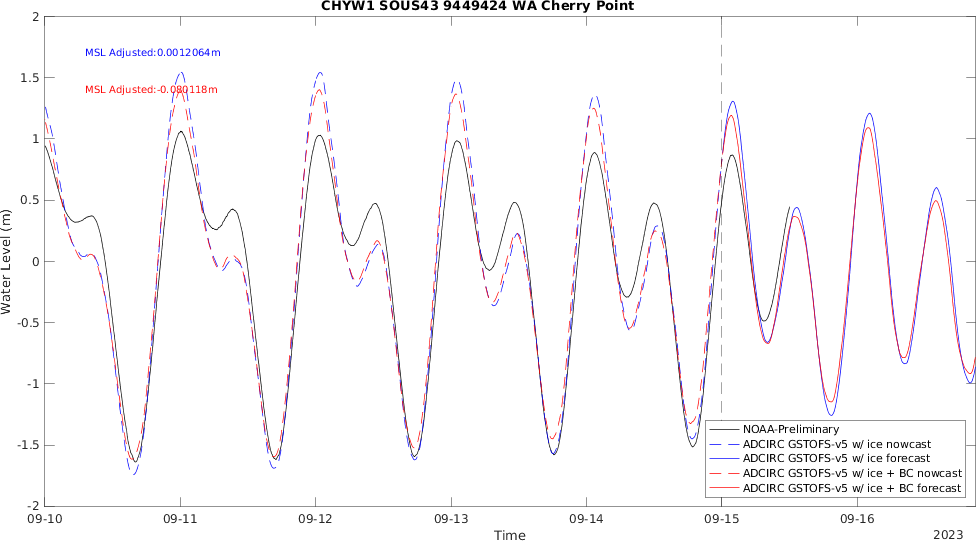 CHYW1 SOUS43 9449424 WA Cherry Point
2
1.5
1
0.5
0
-0.5
-1
-1.5
-2
Water Level (m)
MSL Adjusted:0.0012064m
MSL Adjusted:-0.080118m
NOAA-Preliminary
ADCIRC GSTOFS-v5 w/ ice nowcast
ADCIRC GSTOFS-v5 w/ ice forecast
ADCIRC GSTOFS-v5 w/ ice + BC nowcast
ADCIRC GSTOFS-v5 w/ ice + BC forecast
09-10 09-11 09-12 09-13 09-14 09-15 09-16
Time
2023